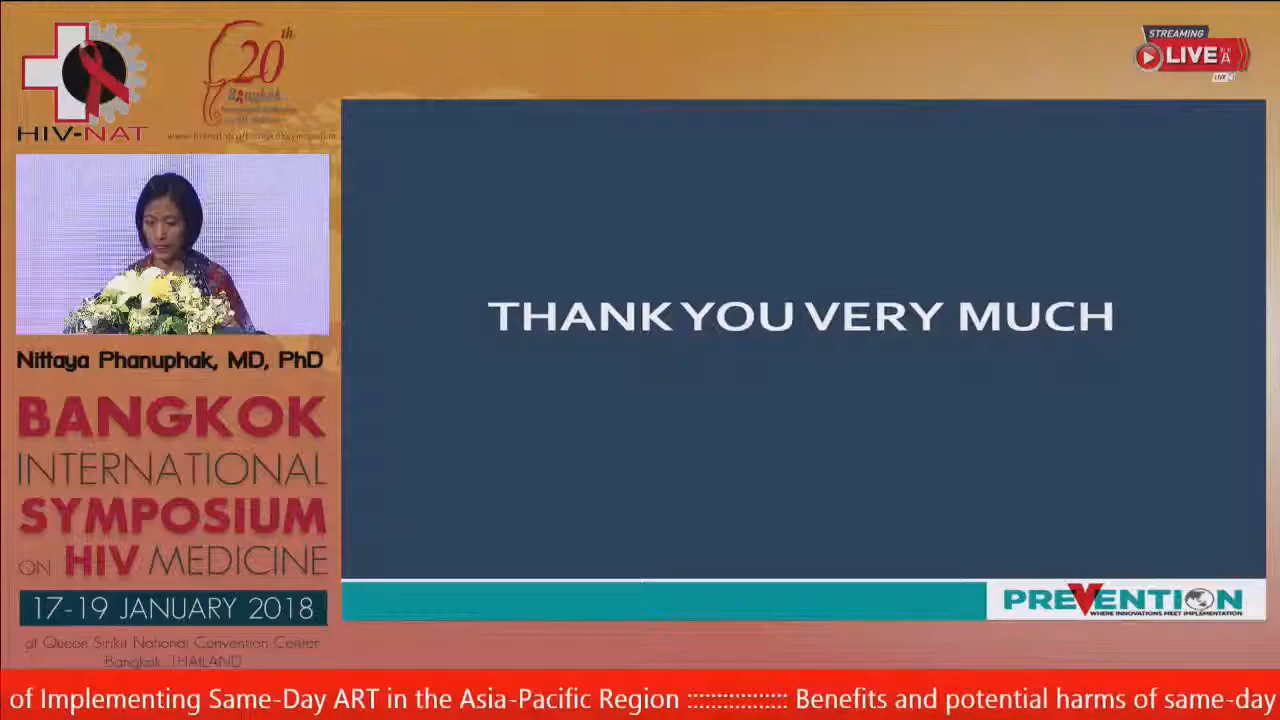 HIV-NAT
20th
Bangkok
STREAMING
LIVE
THANK YOU VERY MUCH
Nittaya Phanuphak, MD, PhD
BANGKOK
INTERNATIONAL
SYMPOSIUM
ON HIV MEDICINE
17-19 JANUARY 2018
at Queen Sirikit National Convention Center
Bangkok, THAILAND
PREVENTION
WHERE INNOVATIONS MEET IMPLEMENTATION
of Implementing Same-Day ART in the Asia-Pacific Region :::::::::::::::: Benefits and potential harms of same-day